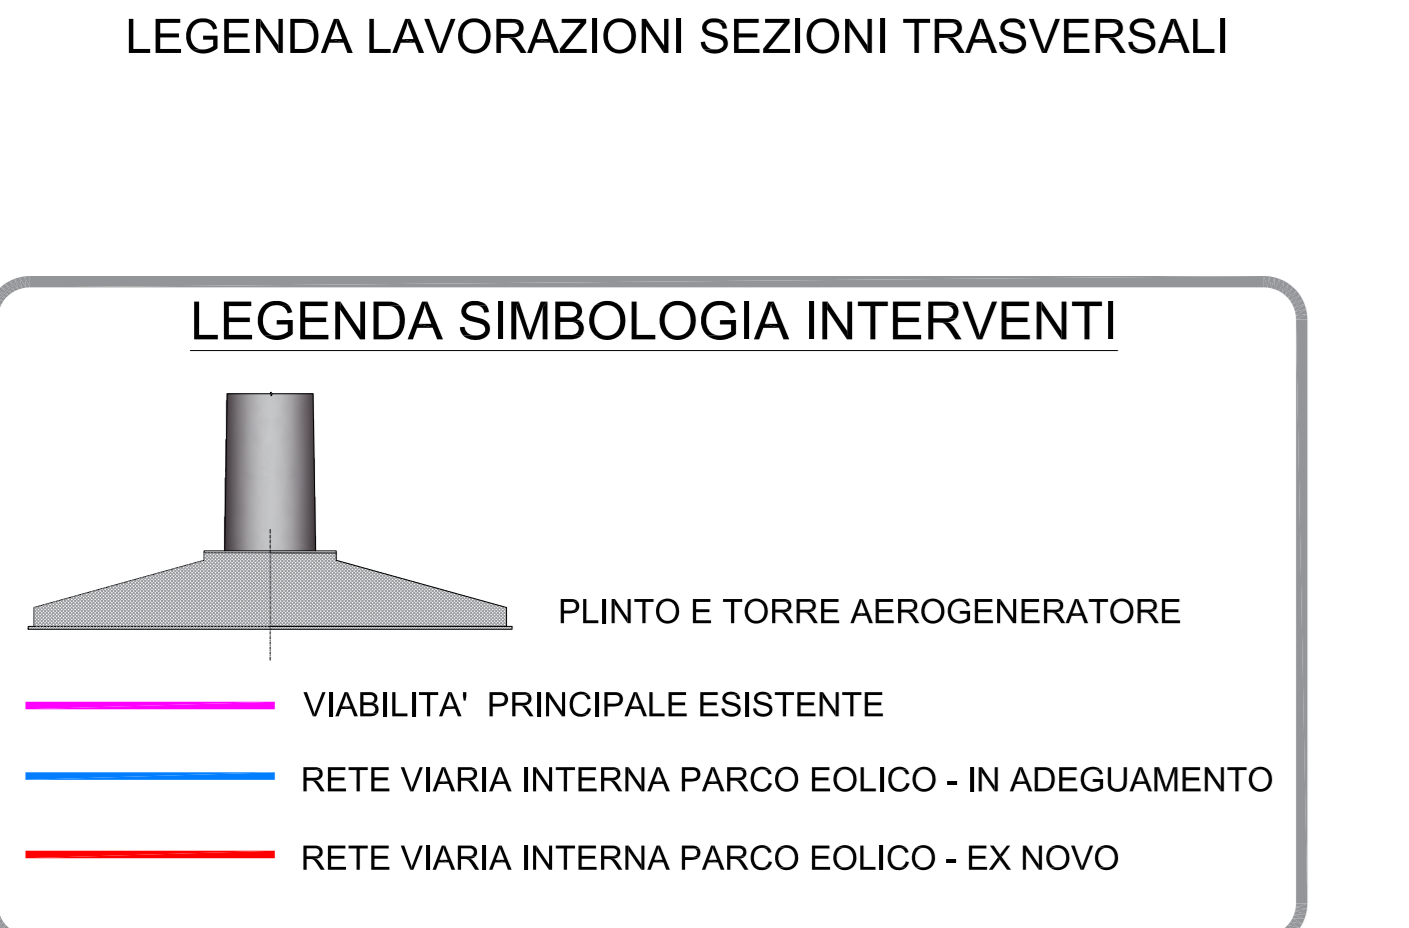 LEGENDA LAVORAZIONI SEZIONI TRASVERSALI
LEGENDA SIMBOLOGIA INTERVENTI
PLINTO E TORRE AEROGENERATORE
VIABILITA' PRINCIPALE ESISTENTE
RETE VIARIA INTERNA PARCO EOLICO - IN ADEGUAMENTO
RETE VIARIA INTERNA PARCO EOLICO - EX NOVO